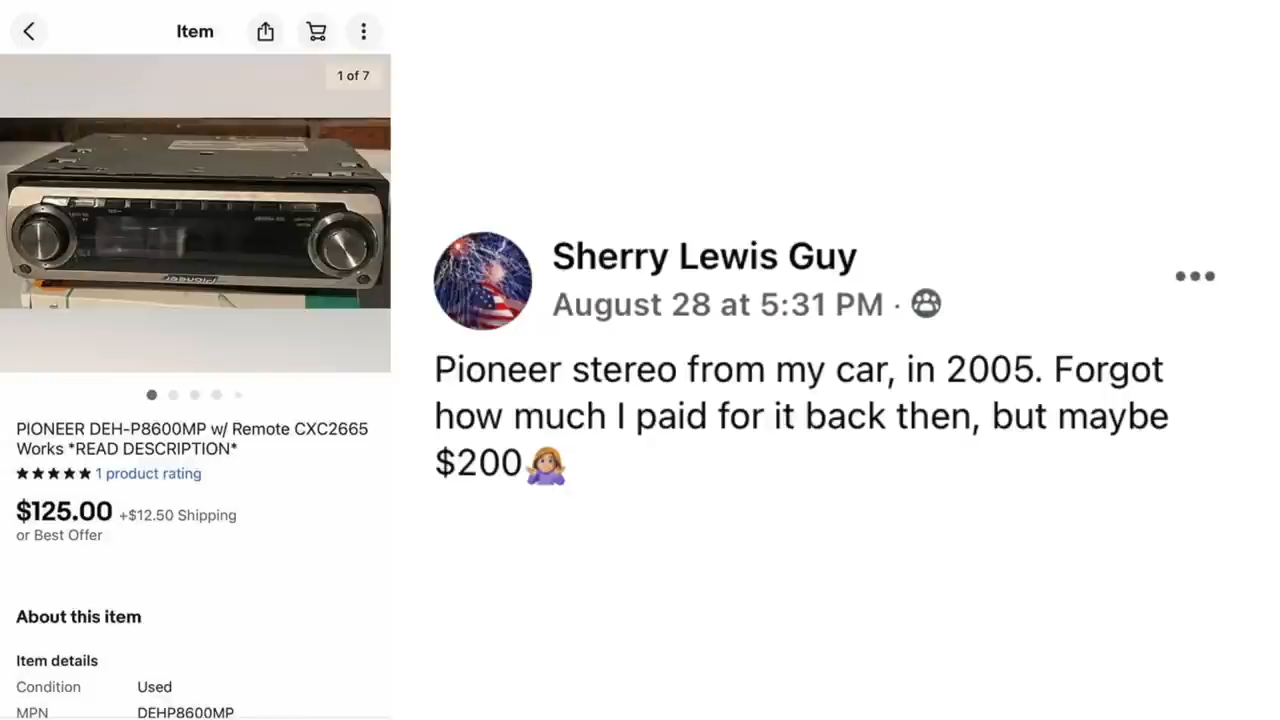 Item
1 of 7
Pioneer
PIONEER DEH-P8600MP w/ Remote CXC2665
Works *READ DESCRIPTION*
1 product rating
$125.00 +$12.50 Shipping
or Best Offer
About this item
Item details
Condition Used
MPN DEHP8600MP
Sherry Lewis Guy
August 28 at 5:31 PM ·
Pioneer stereo from my car, in 2005. Forgot
how much I paid for it back then, but maybe
$200🤷🏼‍♀️